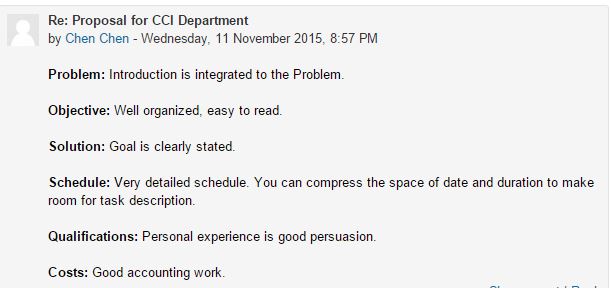 Re: Proposal for CCI Department
by Chen Chen - Wednesday, 11 November 2015, 8:57 PM
Problem: Introduction is integrated to the Problem.
Objective: Well organized, easy to read.
Solution: Goal is clearly stated.
Schedule: Very detailed schedule. You can compress the space of date and duration to make
room for task description.
Qualifications: Personal experience is good persuasion.
Costs: Good accounting work.